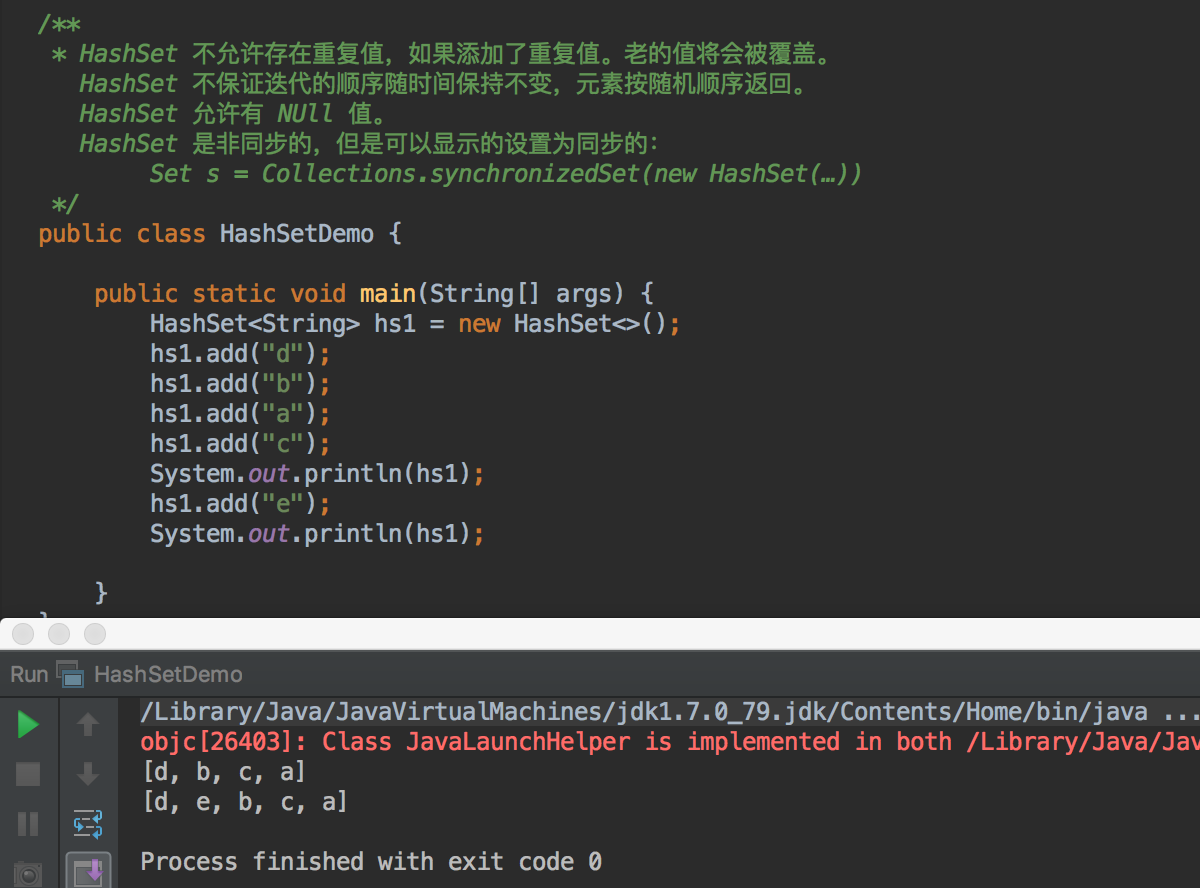 /**
* HashSet 不允许存在重复值，如果添加了重复值。老的值将会被覆盖。
HashSet 不保证迭代的顺序随时间保持不变，元素按随机顺序返回。
HashSet 允许有 NUll 值。
HashSet 是非同步的，但是可以显示的设置为同步的：
Set s = Collections.synchronizedSet(new HashSet(…))
*/
public class HashSetDemo {
public static void main(String[] args) {
HashSet<String> hs1 = new HashSet<>();
hs1.add("d");
hs1.add("b");
hs1.add("a");
hs1.add("c");
System.out.println(hs1);
hs1.add("e");
System.out.println(hs1);
}
Run HashSetDemo
/Library/Java/JavaVirtualMachines/jdk1.7.0_79.jdk/Contents/Home/bin/java ...
objc[26403]: Class JavaLaunchHelper is implemented in both /Library/Java/Jav
[d, b, c, a]
[d, e, b, c, a]
Process finished with exit code 0